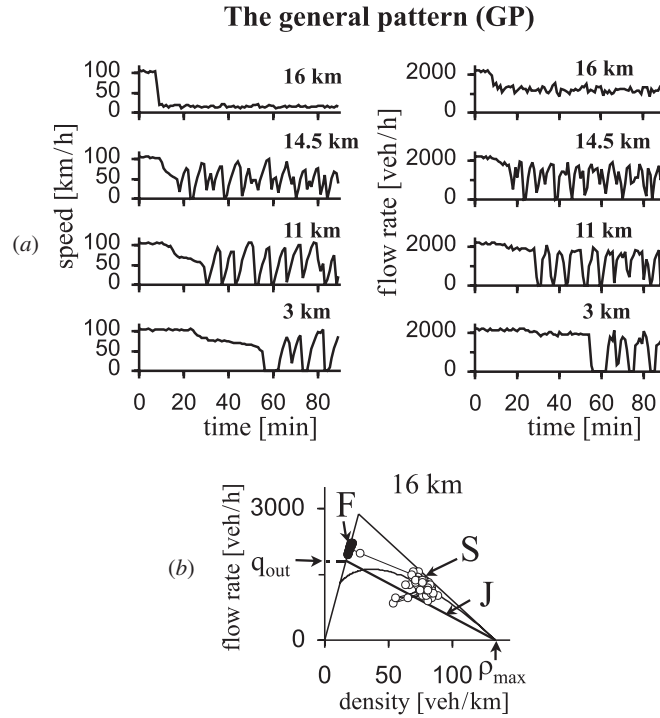 The general pattern (GP)
(a)
speed [km/h]
100
50
0
16 km
100
50
0
14.5 km
100
50
0
11 km
100
50
0
3 km
0 20 40 60 80
time [min]
flow rate [veh/h]
2000
0
16 km
2000
0
14.5 km
2000
0
11 km
2000
0
3 km
0 20 40 60 80
time [min]
(b)
16 km
flow rate [veh/h]
3000
F
S
q_out
J
0
ρ_max
0 50 100
density [veh/km]